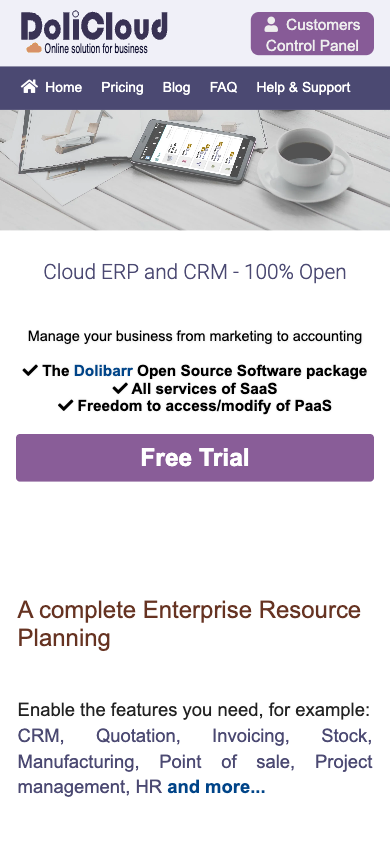 DoliCloud
Online solution for business
Customers
Control Panel
Home Pricing Blog FAQ Help & Support
Cloud ERP and CRM - 100% Open
Manage your business from marketing to accounting
The Dolibarr Open Source Software package
All services of SaaS
Freedom to access/modify of PaaS
Free Trial
A complete Enterprise Resource
Planning
Enable the features you need, for example:
CRM, Quotation, Invoicing, Stock,
Manufacturing, Point of sale, Project
management, HR and more...